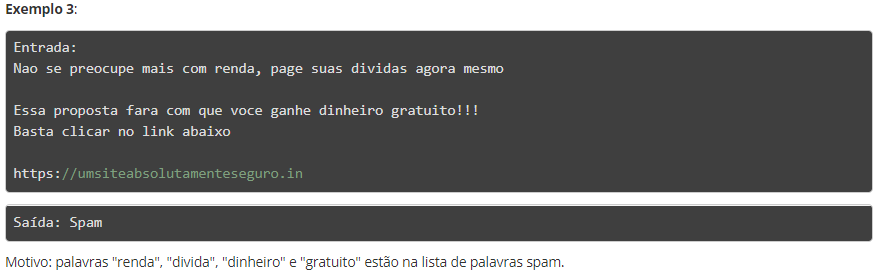 Exemplo 3:
Entrada:
Nao se preocupe mais com renda, page suas dividas agora mesmo
Essa proposta fara com que voce ganhe dinheiro gratuito!!!
Basta clicar no link abaixo
https://umsiteabsolutamenteseguro.in
Saída: Spam
Motivo: palavras "renda", "divida", "dinheiro" e "gratuito" estão na lista de palavras spam.